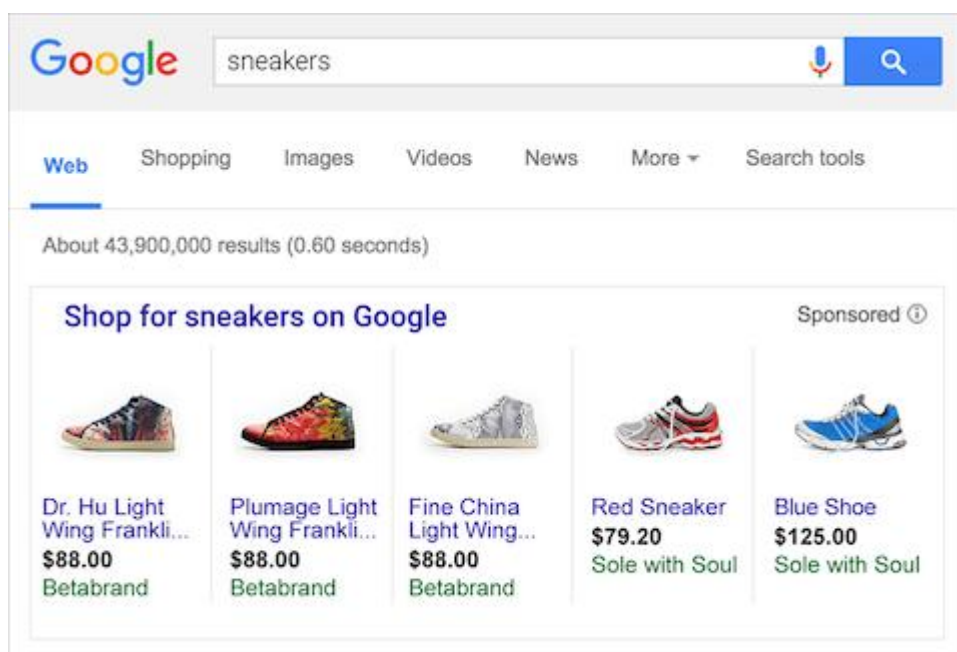 Google
sneakers
Web Shopping Images Videos News More Search tools
About 43,900,000 results (0.60 seconds)
Shop for sneakers on Google Sponsored
Dr. Hu Light
Wing Frankli...
$88.00
Betabrand
Plumage Light
Wing Frankli...
$88.00
Betabrand
Fine China
Light Wing...
$88.00
Betabrand
Red Sneaker
$79.20
Sole with Soul
Blue Shoe
$125.00
Sole with Soul